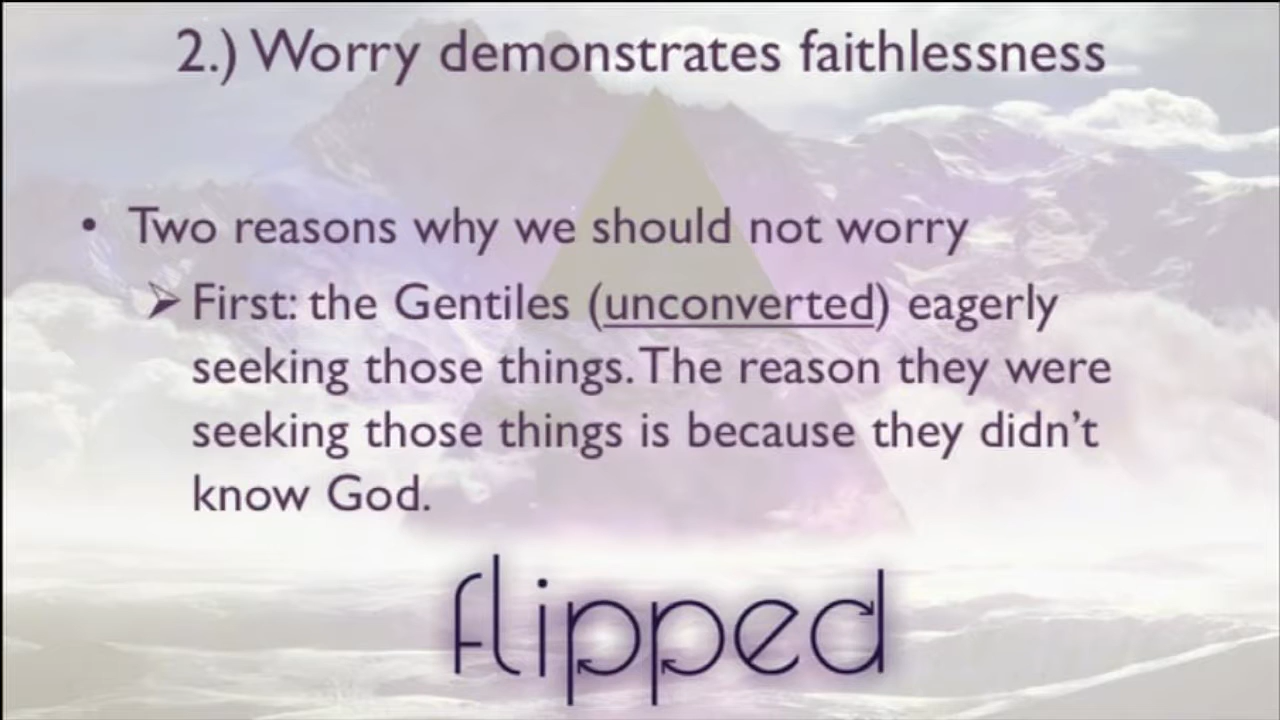 2.) Worry demonstrates faithlessness
• Two reasons why we should not worry
➢ First: the Gentiles (unconverted) eagerly
seeking those things. The reason they were
seeking those things is because they didn’t
know God.
flipped